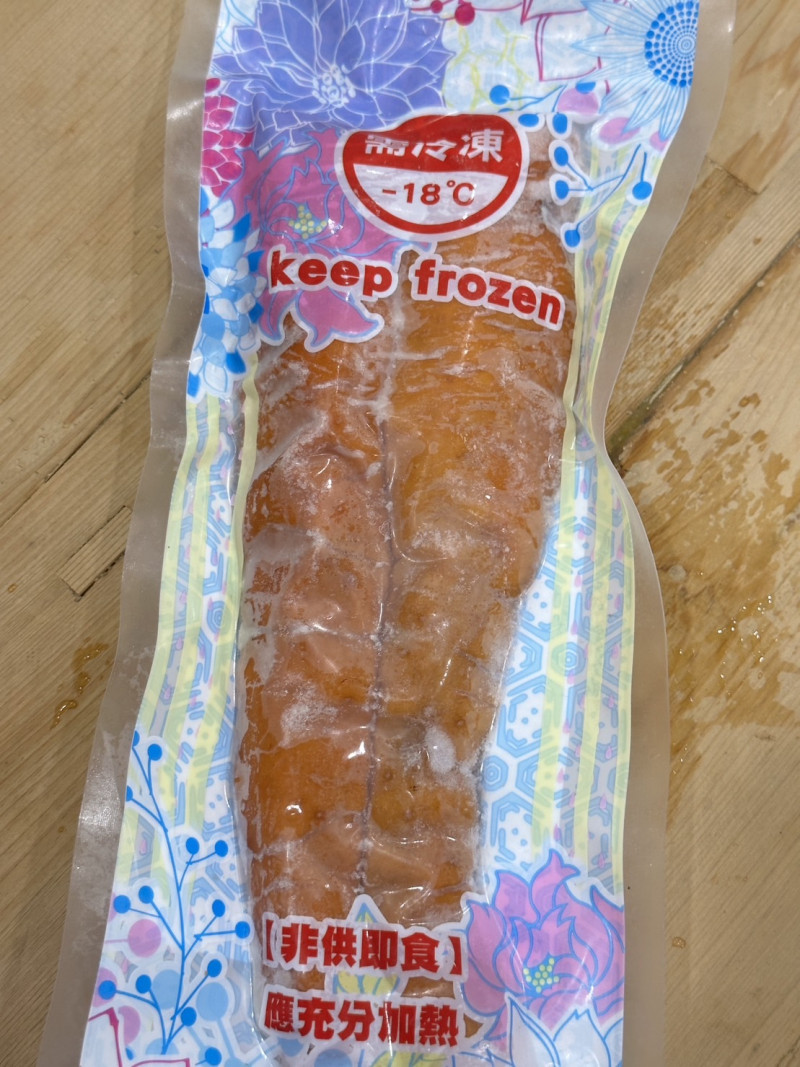 需冷凍
-18℃
keep frozen
【非供即食】
應充分加熱